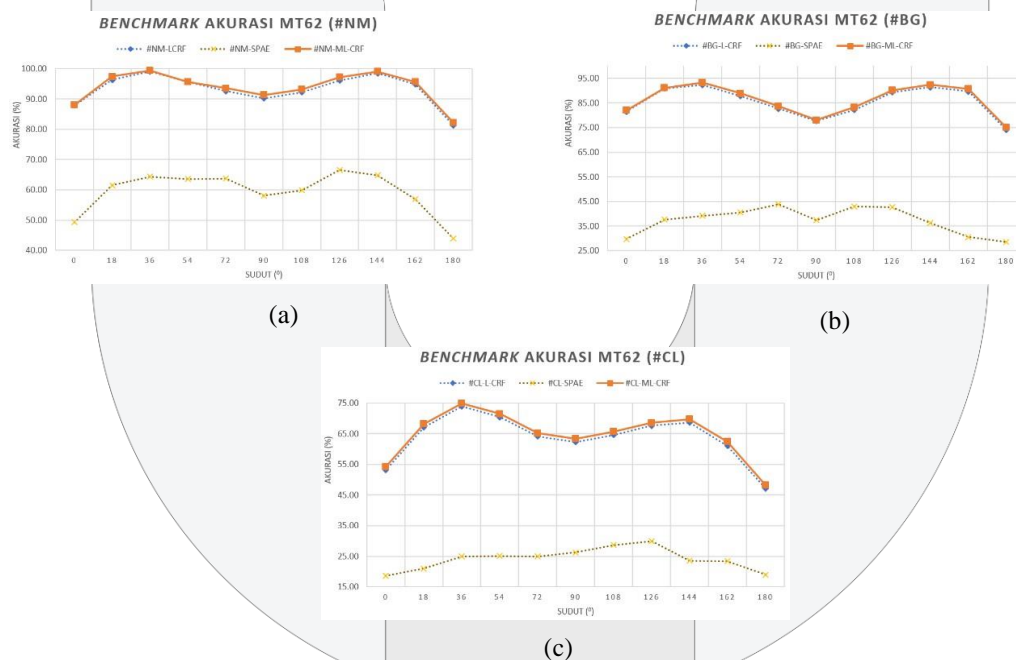 BENCHMARK AKURASI MT62 (#NM)
#NM-LCRF #NM-SPAE #NM-ML-CRF
100.00
90.00
80.00
70.00
60.00
50.00
40.00
AKURASI (%)
0 18 36 54 72 90 108 126 144 162 180
SUDUT (⁰)
(a)
BENCHMARK AKURASI MT62 (#BG)
#BG-L-CRF #BG-SPAE #BG-ML-CRF
95.00
85.00
75.00
65.00
55.00
45.00
35.00
25.00
AKURASI (%)
0 18 36 54 72 90 108 126 144 162 180
SUDUT (⁰)
(b)
BENCHMARK AKURASI MT62 (#CL)
#CL-L-CRF #CL-SPAE #CL-ML-CRF
75.00
65.00
55.00
45.00
35.00
25.00
15.00
AKURASI (%)
0 18 36 54 72 90 108 126 144 162 180
SUDUT (⁰)
(c)